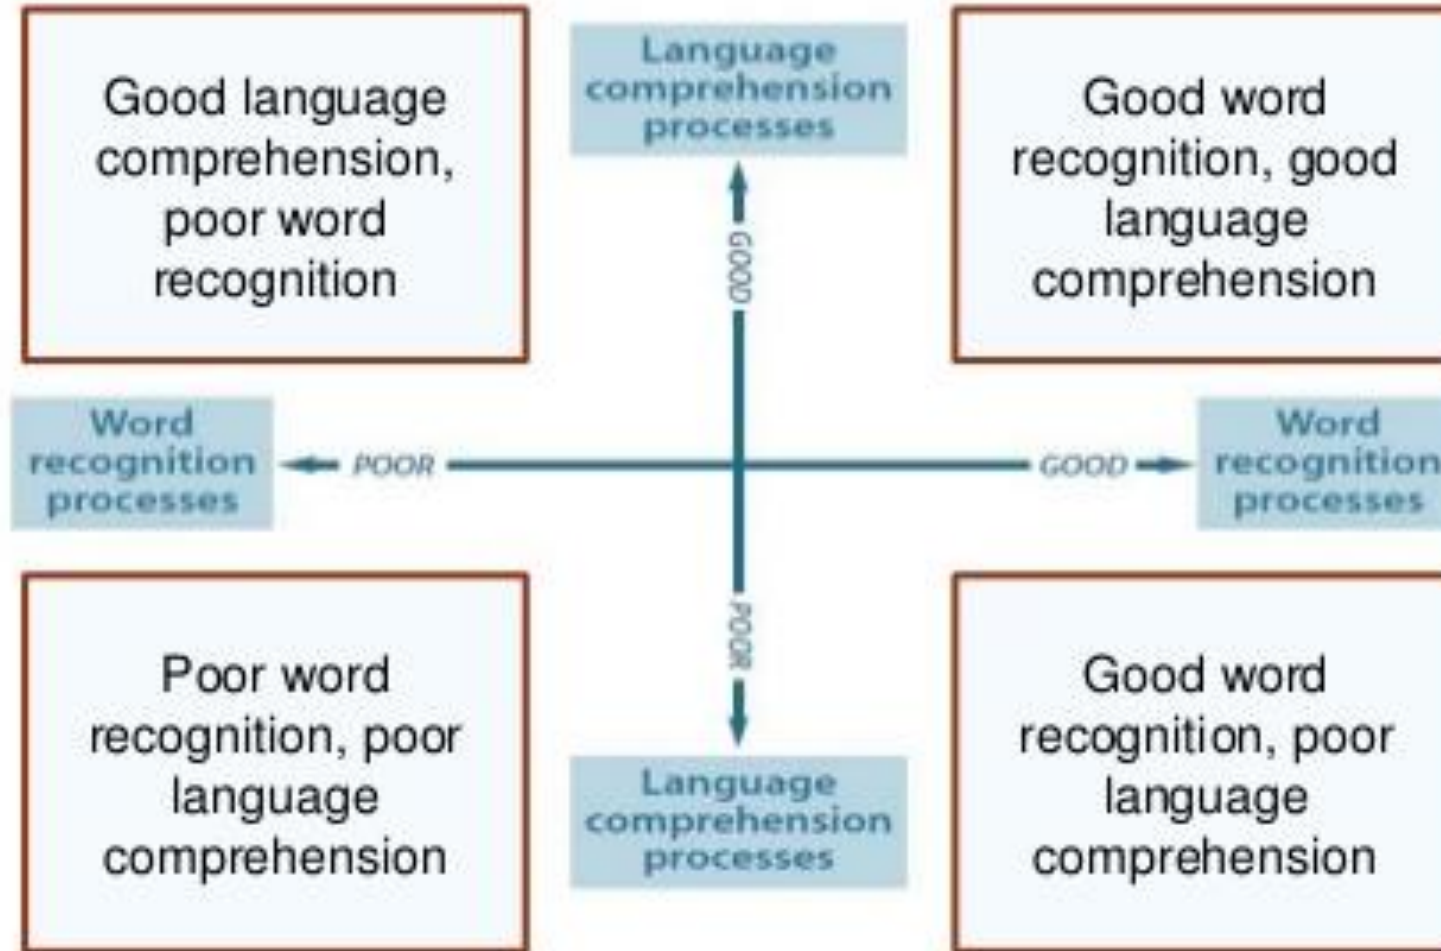 Good language
comprehension,
poor word
recognition
Language
comprehension
processes
Good word
recognition, good
language
comprehension
GOOD
Word
recognition
processes
POOR
GOOD
Word
recognition
processes
POOR
Poor word
recognition, poor
language
comprehension
Language
comprehension
processes
Good word
recognition, poor
language
comprehension